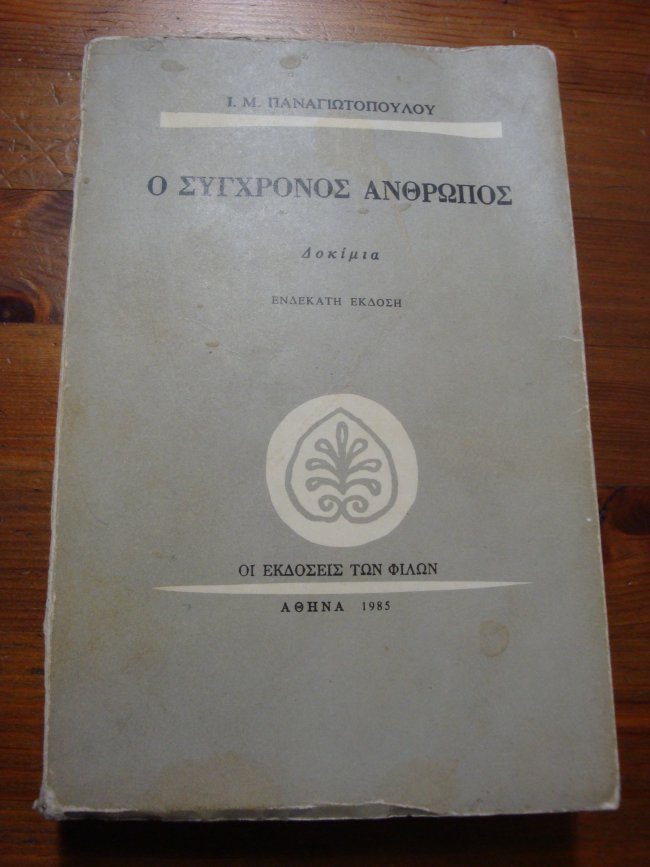 Ι. Μ. ΠΑΝΑΓΙΩΤΟΠΟΥΛΟΥ
Ο ΣΥΓΧΡΟΝΟΣ ΑΝΘΡΩΠΟΣ
Δοκίμια
ΕΝΔΕΚΑΤΗ ΕΚΔΟΣΗ
ΟΙ ΕΚΔΟΣΕΙΣ ΤΩΝ ΦΙΛΩΝ
ΑΘΗΝΑ 1985